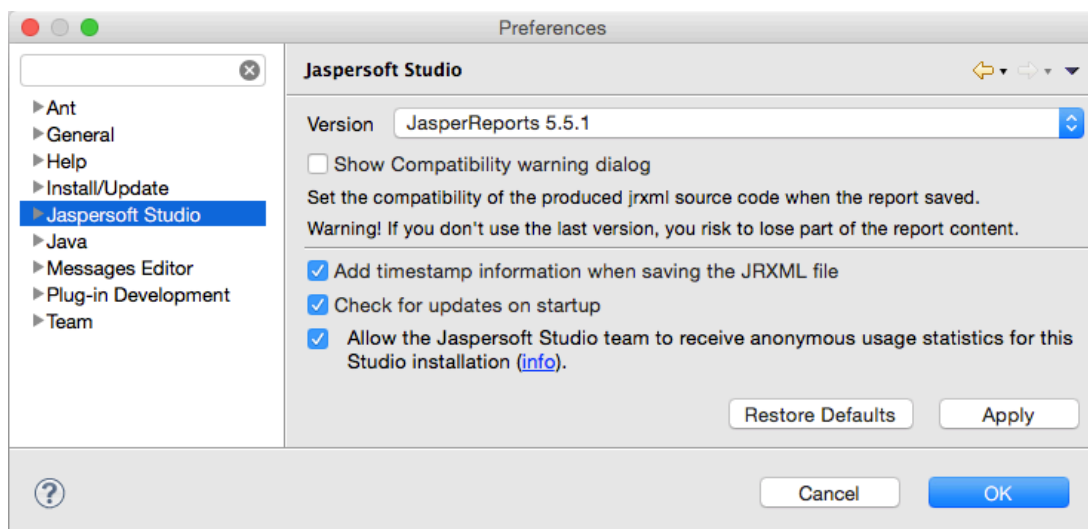 Preferences
Jaspersoft Studio
Ant
General
Help
Install/Update
Jaspersoft Studio
Java
Messages Editor
Plug-in Development
Team
Version JasperReports 5.5.1
Show Compatibility warning dialog
Set the compatibility of the produced jrxml source code when the report saved.
Warning! If you don't use the last version, you risk to lose part of the report content.
Add timestamp information when saving the JRXML file
Check for updates on startup
Allow the Jaspersoft Studio team to receive anonymous usage statistics for this
Studio installation (info).
Restore Defaults Apply
? Cancel OK